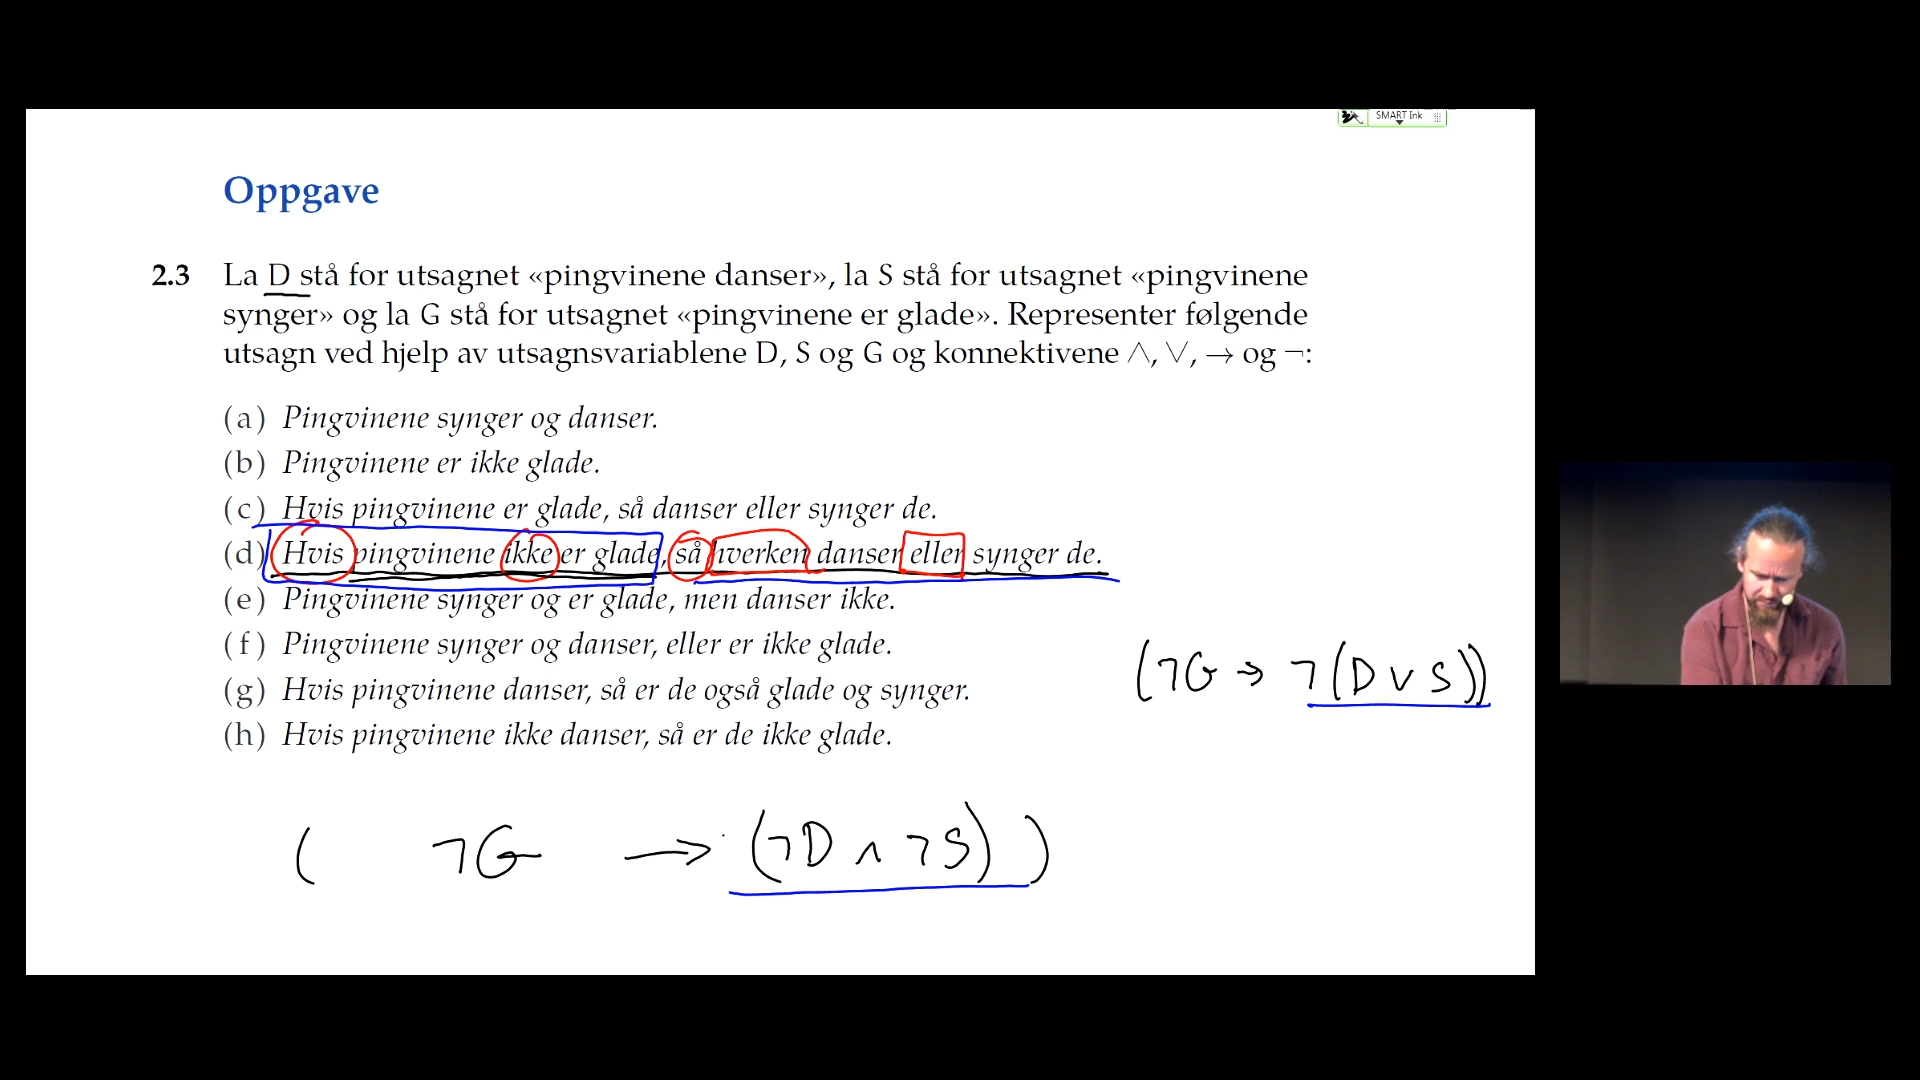 SMART Ink
Oppgave
2.3 La D stå for utsagnet «pingvinene danser», la S stå for utsagnet «pingvinene
synger» og la G stå for utsagnet «pingvinene er glade». Representer følgende
utsagn ved hjelp av utsagnsvariablene D, S og G og konnektivene ∧, ∨, → og ¬:
(a) Pingvinene synger og danser.
(b) Pingvinene er ikke glade.
(c) Hvis pingvinene er glade, så danser eller synger de.
(d) Hvis pingvinene ikke er glade, så hverken danser eller synger de.
(e) Pingvinene synger og er glade, men danser ikke.
(f) Pingvinene synger og danser, eller er ikke glade.
(g) Hvis pingvinene danser, så er de også glade og synger.
(h) Hvis pingvinene ikke danser, så er de ikke glade.
(¬G → ¬(D ∨ S))
( ¬G → (¬D ∧ ¬S) )